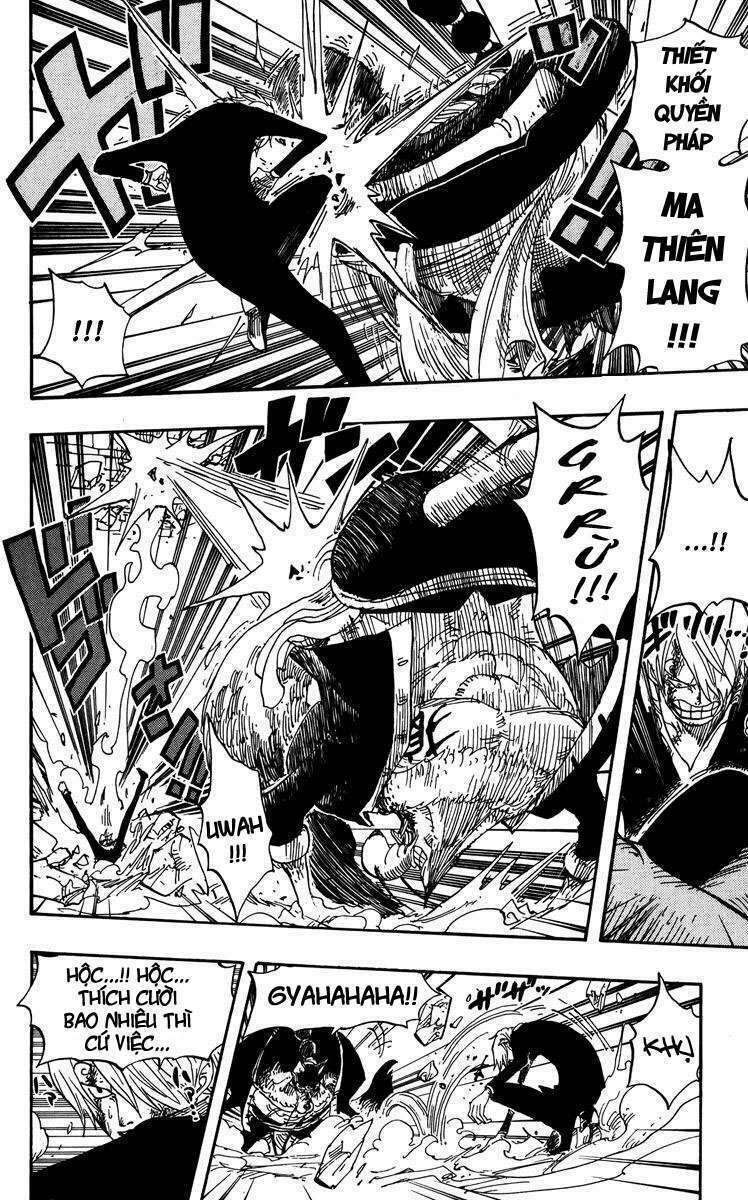 THIẾT
KHỐI
QUYỀN
PHÁP
MA
THIÊN
LANG
!!!
!!!
...!!
GRRỪ
!!!
UWAH
!!!
KHỤ
GYAHAHAHA!!
HỘC...!! HỘC...
THÍCH CƯỜI
BAO NHIÊU THÌ
CỨ VIỆC...